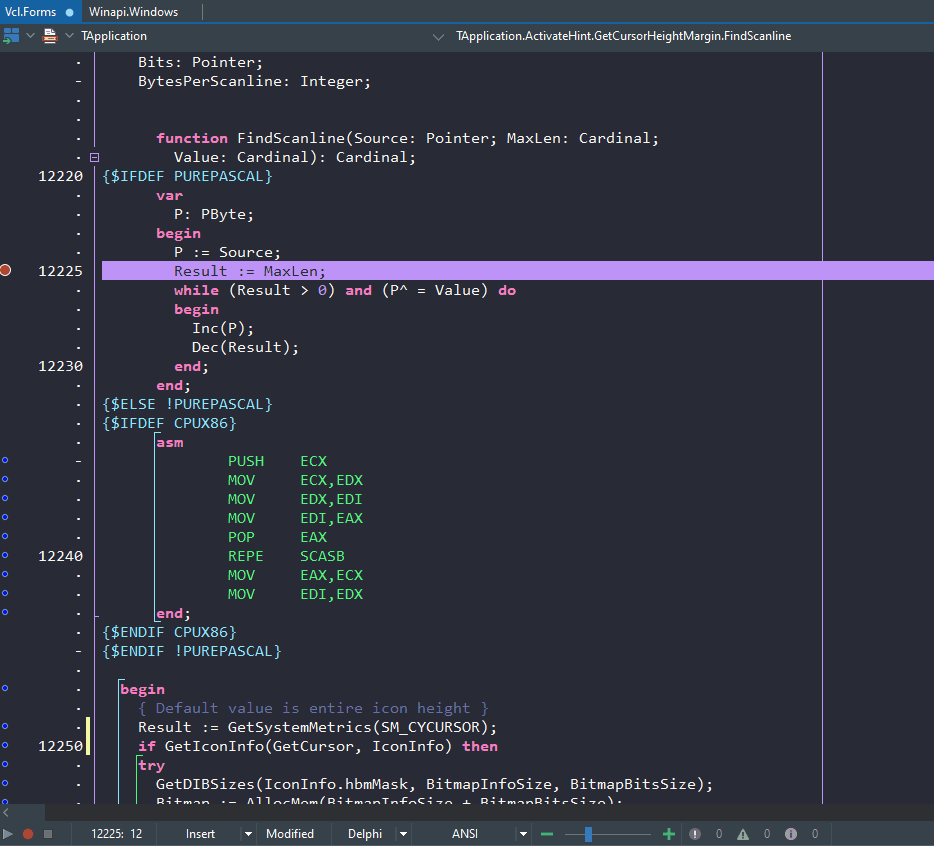 Vcl.Forms Winapi.Windows
TApplication TApplication.ActivateHint.GetCursorHeightMargin.FindScanline
Bits: Pointer;
BytesPerScanline: Integer;
function FindScanline(Source: Pointer; MaxLen: Cardinal;
Value: Cardinal): Cardinal;
12220 {$IFDEF PUREPASCAL}
var
P: PByte;
begin
P := Source;
12225 Result := MaxLen;
while (Result > 0) and (P^ = Value) do
begin
Inc(P);
Dec(Result);
12230 end;
end;
{$ELSE !PUREPASCAL}
{$IFDEF CPUX86}
asm
PUSH ECX
MOV ECX,EDX
MOV EDX,EDI
MOV EDI,EAX
POP EAX
12240 REPE SCASB
MOV EAX,ECX
MOV EDI,EDX
end;
{$ENDIF CPUX86}
{$ENDIF !PUREPASCAL}
begin
{ Default value is entire icon height }
Result := GetSystemMetrics(SM_CYCURSOR);
12250 if GetIconInfo(GetCursor, IconInfo) then
try
GetDIBSizes(IconInfo.hbmMask, BitmapInfoSize, BitmapBitsSize);
Bitmap := AllocMem(BitmapInfoSize + BitmapBitsSize);
12225: 12 Insert Modified Delphi ANSI 0 0 0